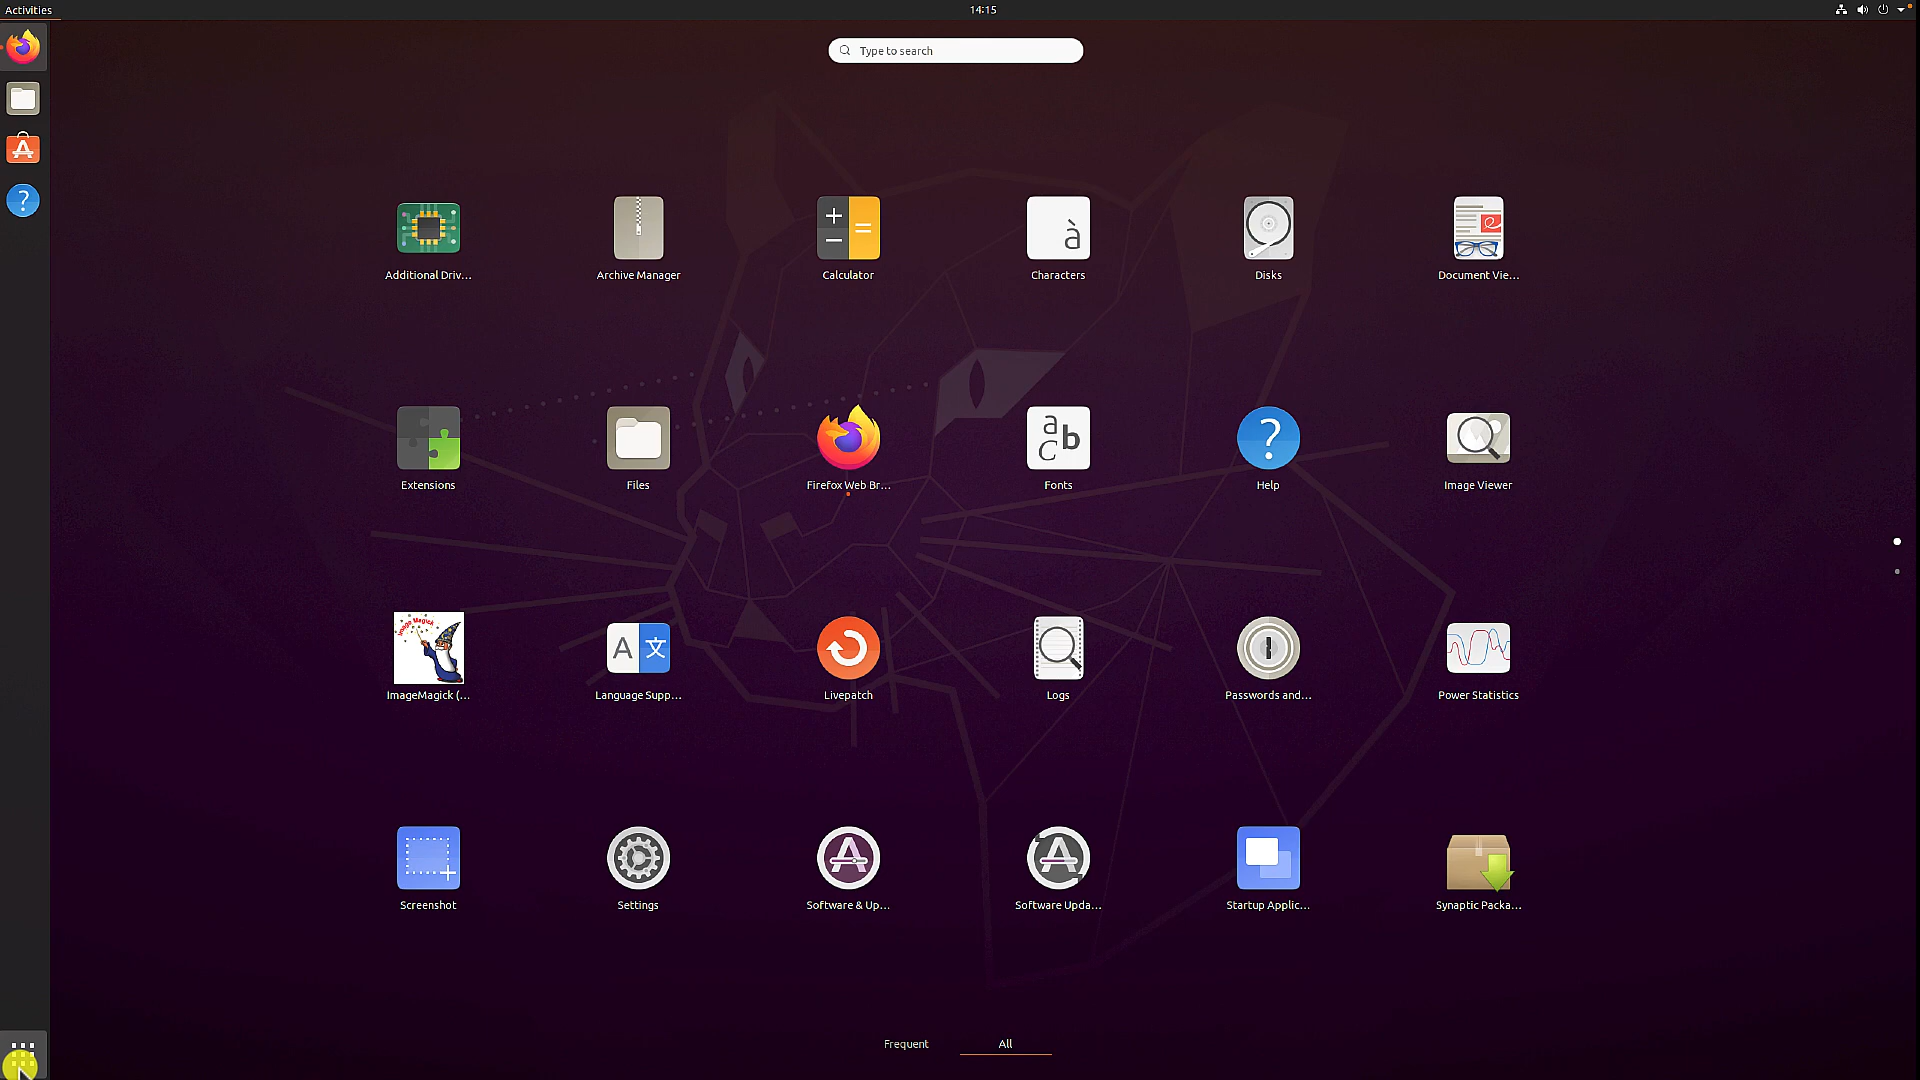 Activities
14:15
Type to search
Additional Driv...
Archive Manager
Calculator
Characters
Disks
Document Vie...
Extensions
Files
Firefox Web Br...
Fonts
Help
Image Viewer
ImageMagick (...
Language Supp...
Livepatch
Logs
Passwords and...
Power Statistics
Screenshot
Settings
Software & Up...
Software Upda...
Startup Applic...
Synaptic Packa...
Frequent
All